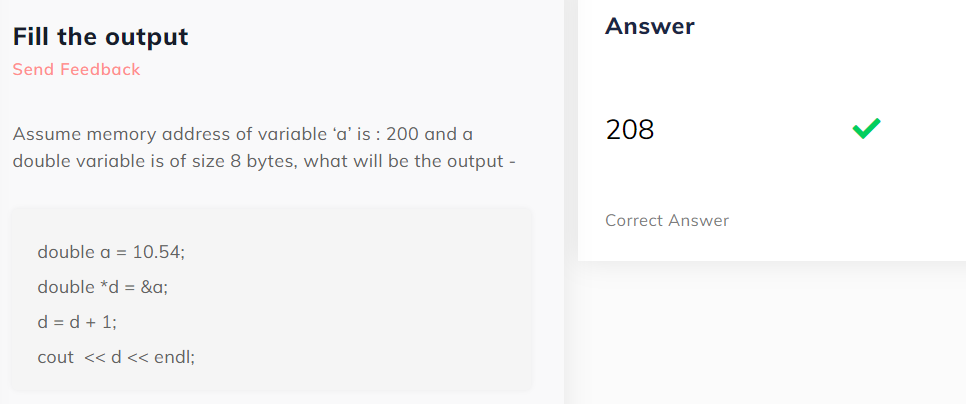 Fill the output
Send Feedback
Assume memory address of variable ‘a’ is : 200 and a
double variable is of size 8 bytes, what will be the output -
double a = 10.54;
double *d = &a;
d = d + 1;
cout  << d << endl;
Answer
208
Correct Answer